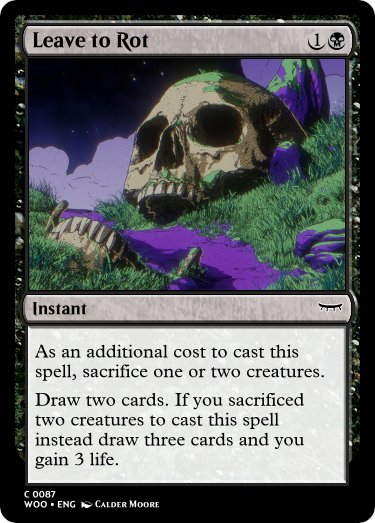 Leave to Rot 1
Instant
As an additional cost to cast this
spell, sacrifice one or two creatures.
Draw two cards. If you sacrificed
two creatures to cast this spell
instead draw three cards and you
gain 3 life.
C 0087
WOO • ENG Calder Moore